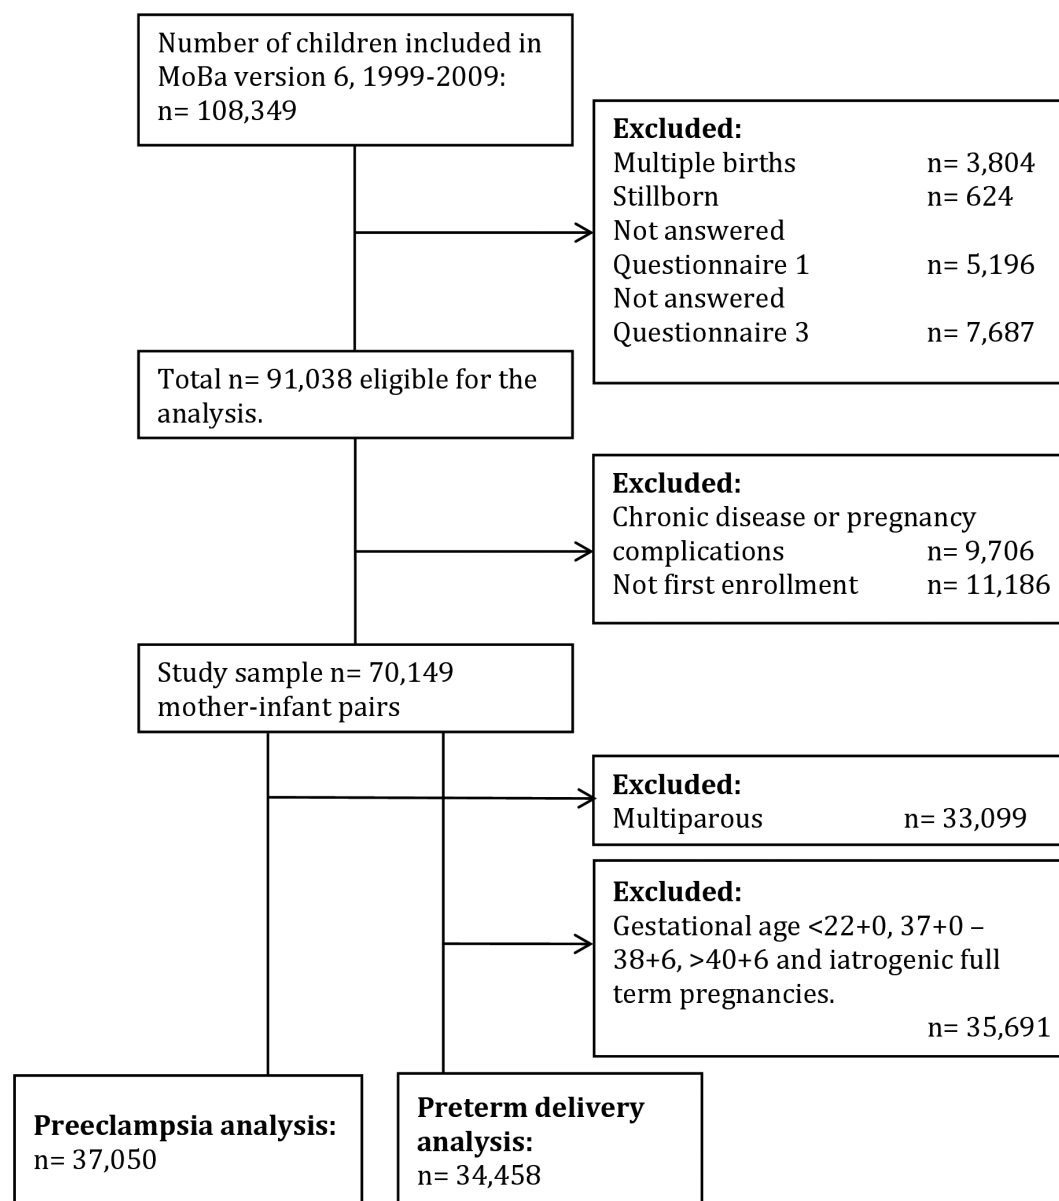 Number of children included in
MoBa version 6, 1999-2009:
n= 108,349
Excluded:
Multiple births n= 3,804
Stillborn n= 624
Not answered
Questionnaire 1 n= 5,196
Not answered
Questionnaire 3 n= 7,687
Total n= 91,038 eligible for the
analysis.
Excluded:
Chronic disease or pregnancy
complications n= 9,706
Not first enrollment n= 11,186
Study sample n= 70,149
mother-infant pairs
Excluded:
Multiparous n= 33,099
Excluded:
Gestational age <22+0, 37+0 –
38+6, >40+6 and iatrogenic full
term pregnancies.
n= 35,691
Preeclampsia analysis:
n= 37,050
Preterm delivery
analysis:
n= 34,458